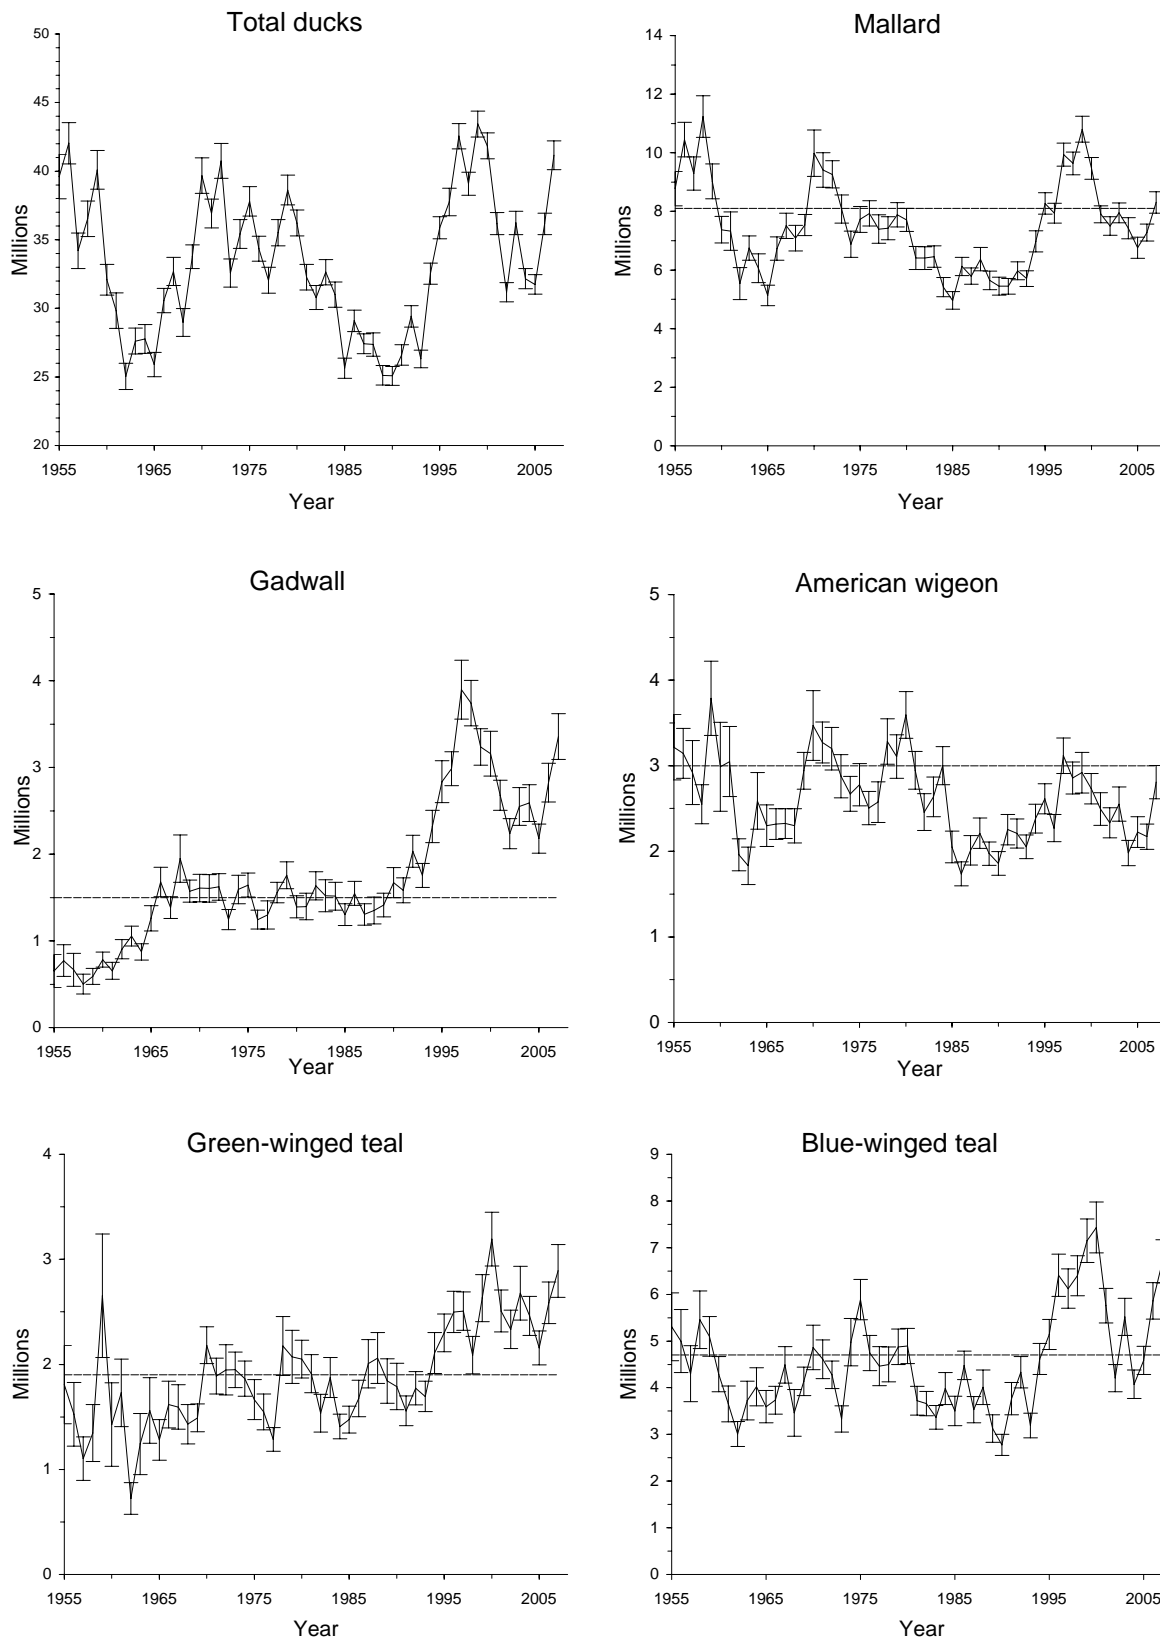 Total ducks
50
45
40
35
30
25
20
Millions
1955 1965 1975 1985 1995 2005
Year
Mallard
14
12
10
8
6
4
2
0
Millions
1955 1965 1975 1985 1995 2005
Year
Gadwall
5
4
3
2
1
0
Millions
1955 1965 1975 1985 1995 2005
Year
American wigeon
5
4
3
2
1
0
Millions
1955 1965 1975 1985 1995 2005
Year
Green-winged teal
4
3
2
1
0
Millions
1955 1965 1975 1985 1995 2005
Year
Blue-winged teal
9
8
7
6
5
4
3
2
1
0
Millions
1955 1965 1975 1985 1995 2005
Year